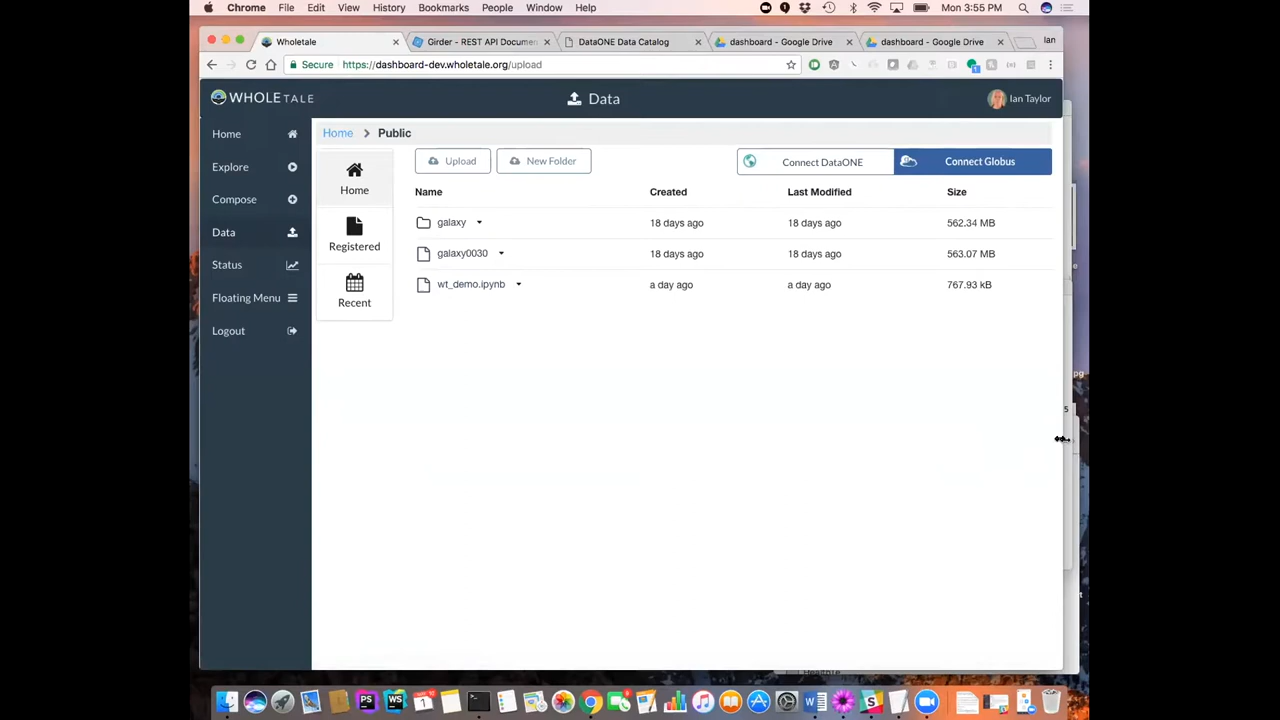 Chrome File Edit View History Bookmarks People Window Help Mon 3:55 PM
Wholetale Girder - REST API Documen DataONE Data Catalog dashboard - Google Drive dashboard - Google Drive Ian
Secure https://dashboard-dev.wholetale.org/upload
WHOLETALE Data Ian Taylor
Home
Explore
Compose
Data
Status
Floating Menu
Logout
Home > Public
Home
Registered
Recent
Upload New Folder Connect DataONE Connect Globus
Name Created Last Modified Size
galaxy 18 days ago 18 days ago 562.34 MB
galaxy0030 18 days ago 18 days ago 563.07 MB
wt_demo.ipynb a day ago a day ago 767.93 kB